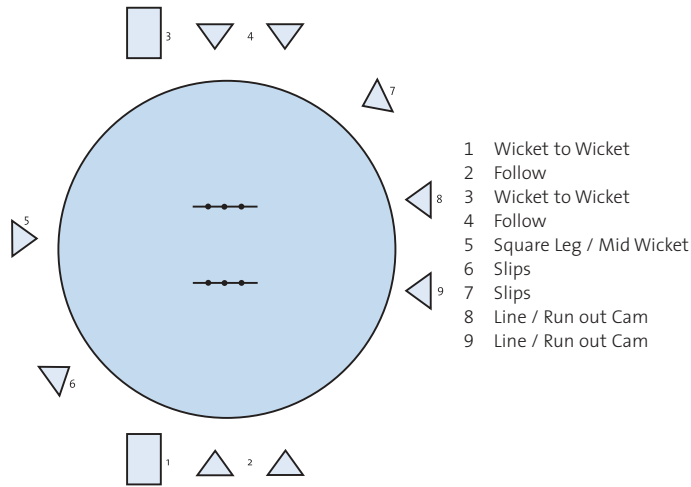 3
4
7
5
8
9
6
1
2
1 Wicket to Wicket
2 Follow
3 Wicket to Wicket
4 Follow
5 Square Leg / Mid Wicket
6 Slips
7 Slips
8 Line / Run out Cam
9 Line / Run out Cam